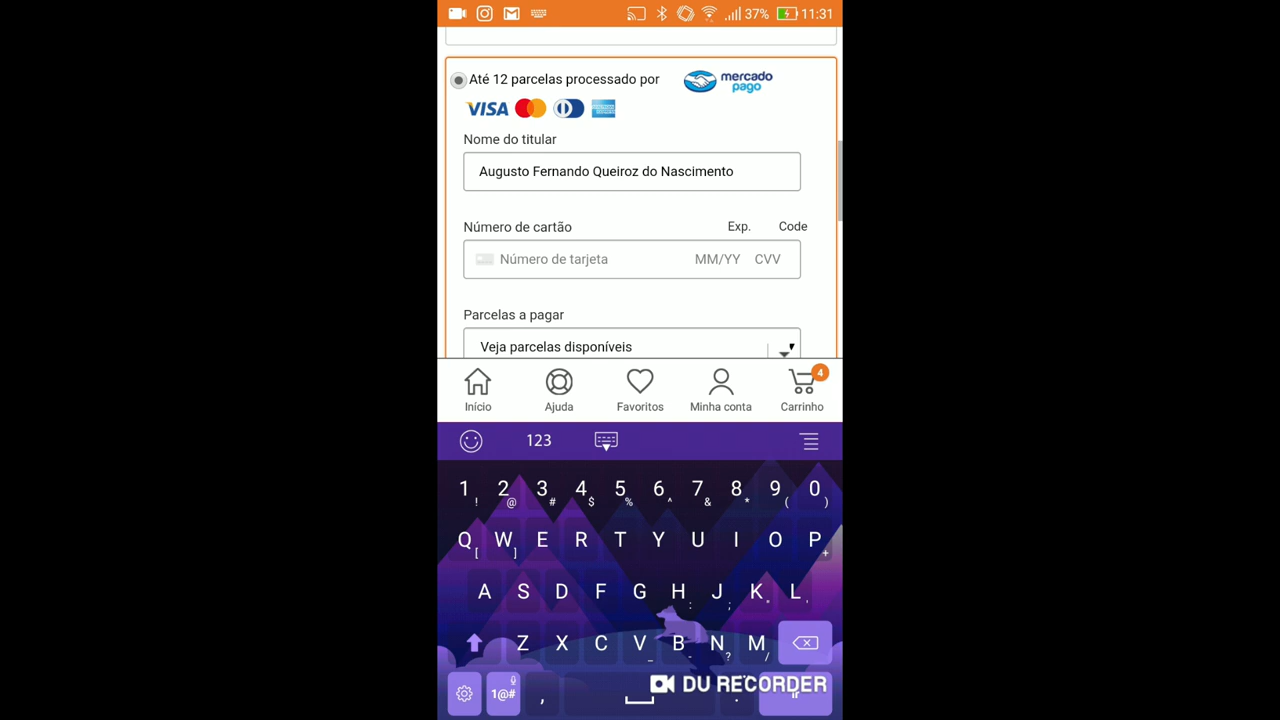 37% 11:31
Até 12 parcelas processado por mercado pago
VISA
Nome do titular
Augusto Fernando Queiroz do Nascimento
Número de cartão Exp. Code
Número de tarjeta MM/YY CVV
Parcelas a pagar
Veja parcelas disponíveis
4
Início Ajuda Favoritos Minha conta Carrinho
123
1 2 3 4 5 6 7 8 9 0
! @ # $ % ^ & * ( )
Q W E R T Y U I O P
[ ] +
A S D F G H J K L
: ; " '
Z X C V B N M
_ - ? /
1@# , .
DU RECORDER